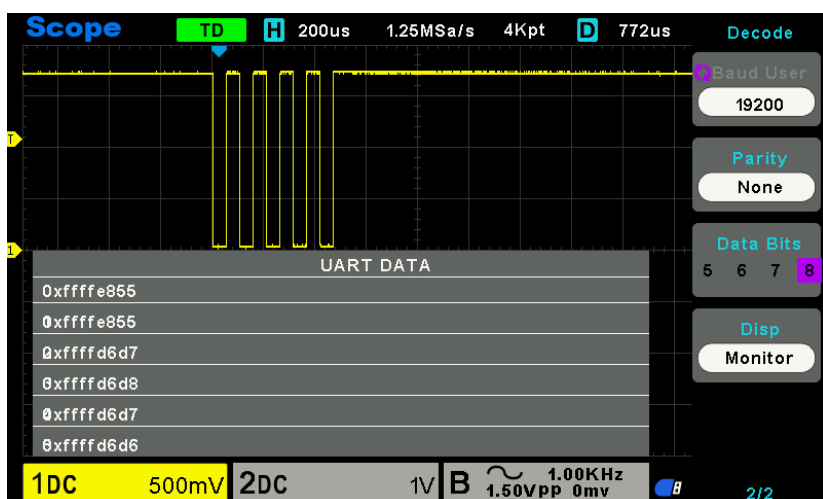 Scope TD H 200us 1.25MSa/s 4Kpt D 772us Decode
Baud User
19200
T
Parity
None
1
Data Bits
5 6 7 8
UART DATA
0xffffe855
0xffffe855
0xffffd6d7
Disp
Monitor
0xffffd6d8
0xffffd6d7
0xffffd6d6
1DC 500mV 2DC 1V B 1.00KHz
1.50Vpp 0mv
2/2